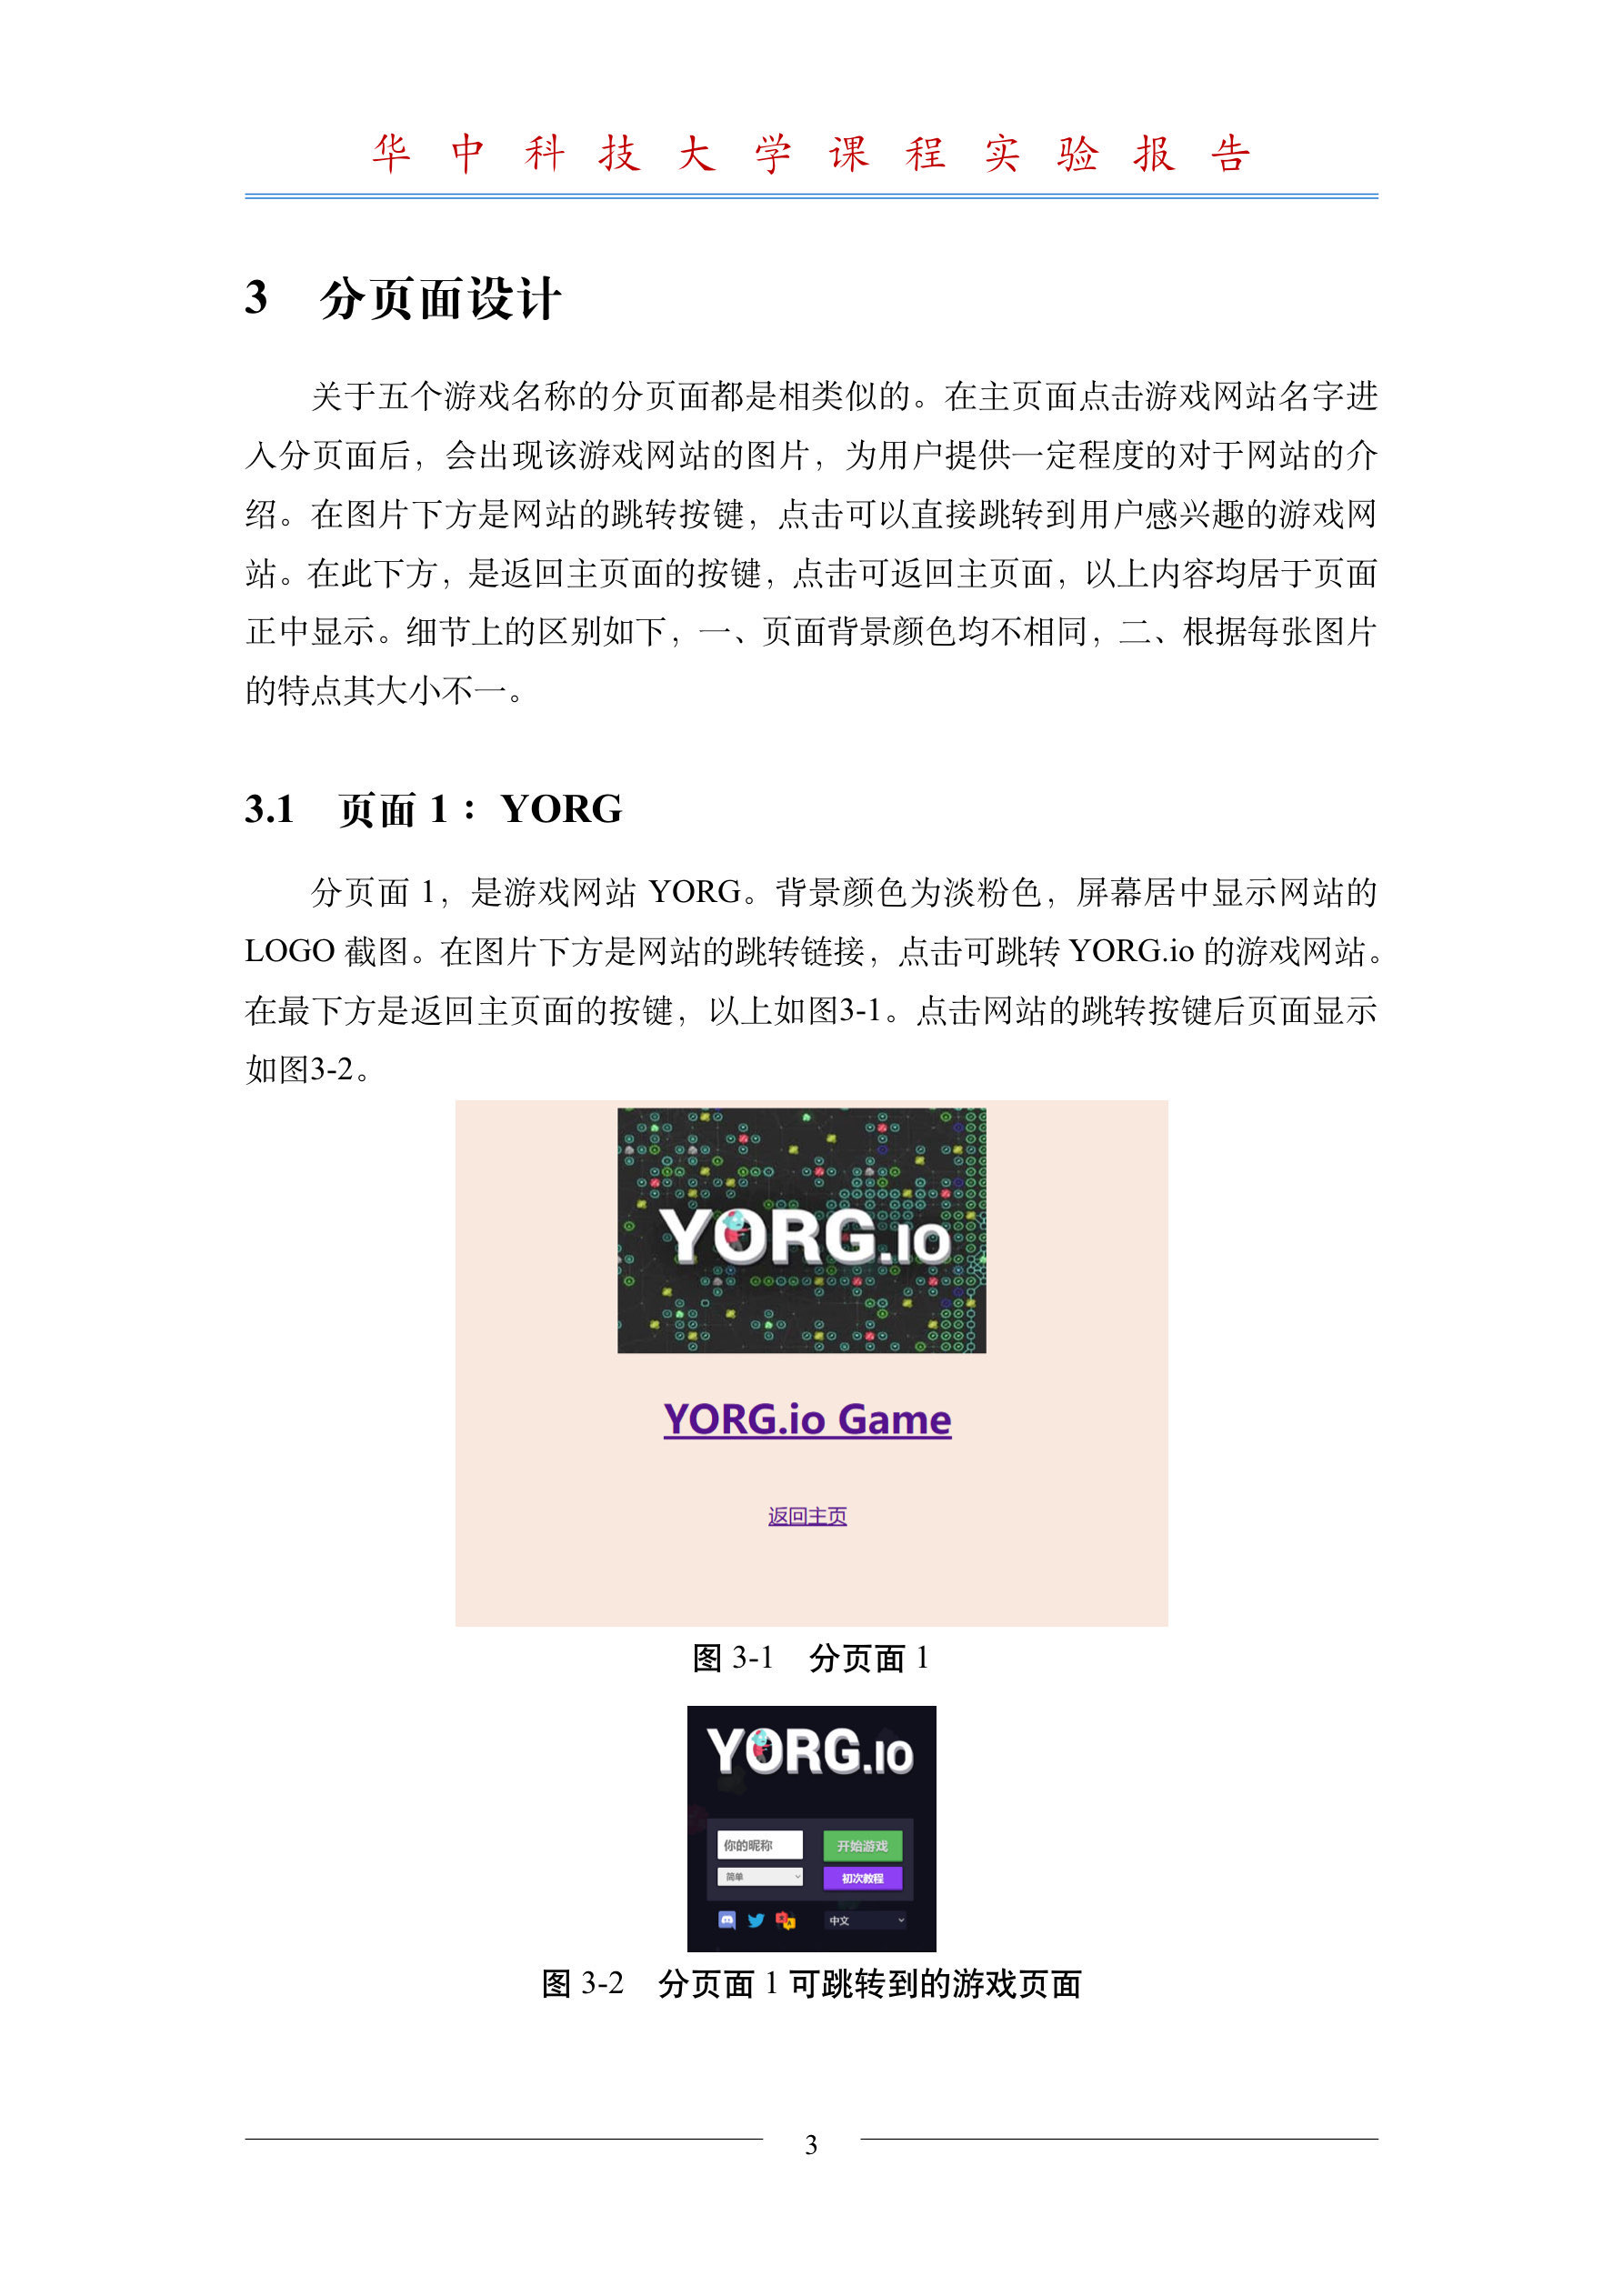 华中科技大学课程实验报告
3 分页面设计
关于五个游戏名称的分页面都是相类似的。在主页面点击游戏网站名字进
入分页面后，会出现该游戏网站的图片，为用户提供一定程度的对于网站的介
绍。在图片下方是网站的跳转按键，点击可以直接跳转到用户感兴趣的游戏网
站。在此下方，是返回主页面的按键，点击可返回主页面，以上内容均居于页面
正中显示。细节上的区别如下，一、页面背景颜色均不相同，二、根据每张图片
的特点其大小不一。
3.1 页面 1：YORG
分页面 1，是游戏网站 YORG。背景颜色为淡粉色，屏幕居中显示网站的
LOGO 截图。在图片下方是网站的跳转链接，点击可跳转 YORG.io 的游戏网站。
在最下方是返回主页面的按键，以上如图3-1。点击网站的跳转按键后页面显示
如图3-2。
YORG.io
YORG.io Game
返回主页
图 3-1 分页面 1
YORG.io
你的昵称 开始游戏
简单 初次教程
中文
图 3-2 分页面 1 可跳转到的游戏页面
3